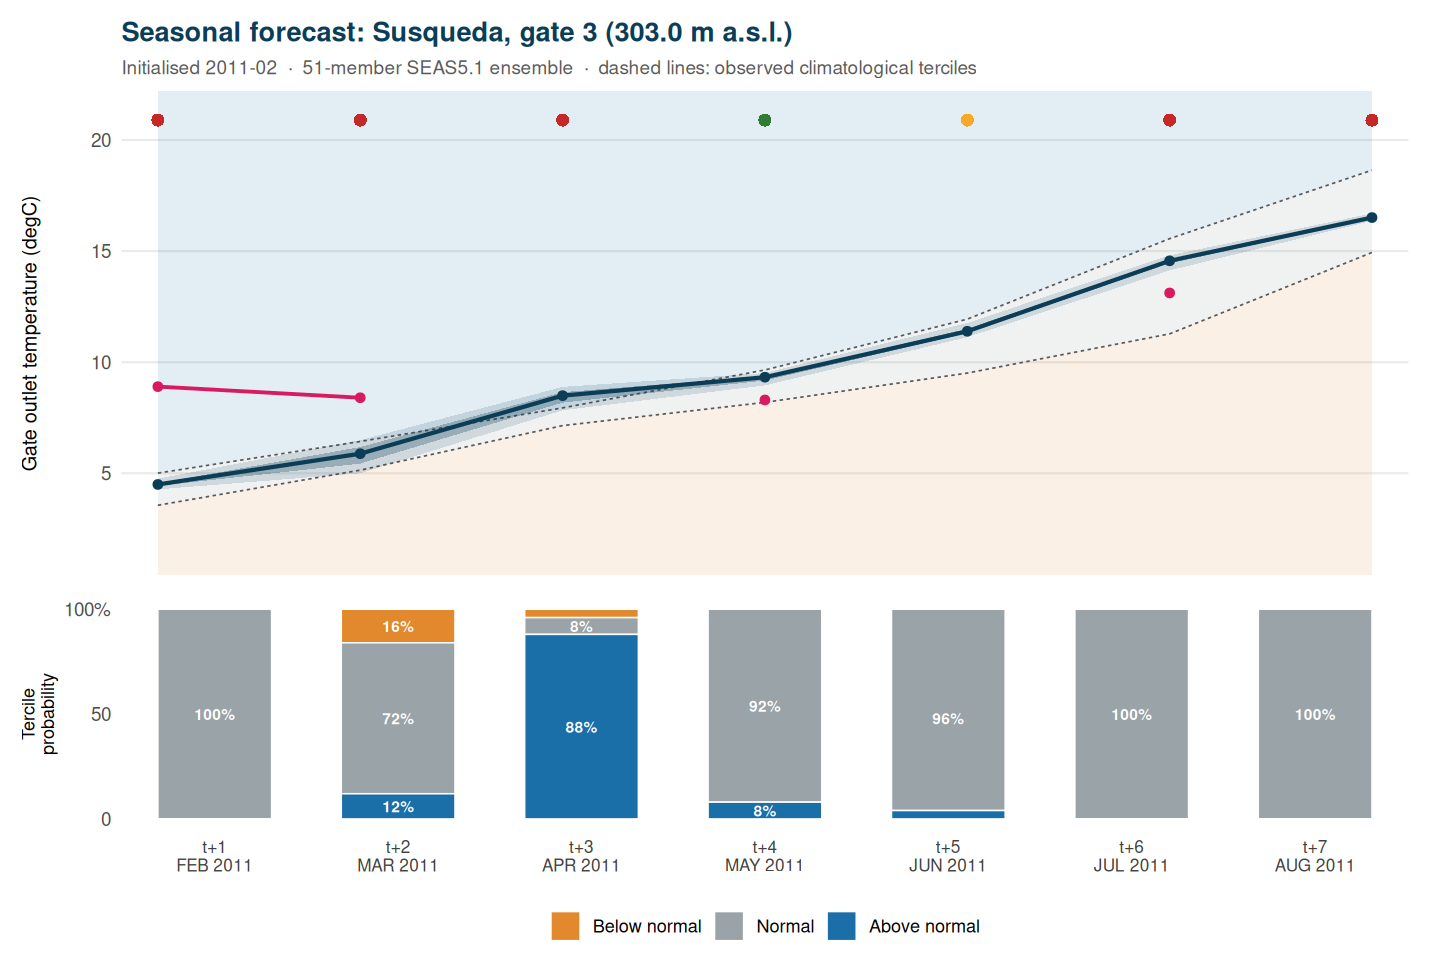 Seasonal forecast: Susqueda, gate 3 (303.0 m a.s.l.)
Initialised 2011-02 · 51-member SEAS5.1 ensemble · dashed lines: observed climatological terciles
Gate outlet temperature (degC)
20
15
10
5
Tercile
probability
100%
50
0
100%
16%
72%
12%
8%
88%
92%
8%
96%
100%
100%
t+1
FEB 2011
t+2
MAR 2011
t+3
APR 2011
t+4
MAY 2011
t+5
JUN 2011
t+6
JUL 2011
t+7
AUG 2011
Below normal
Normal
Above normal